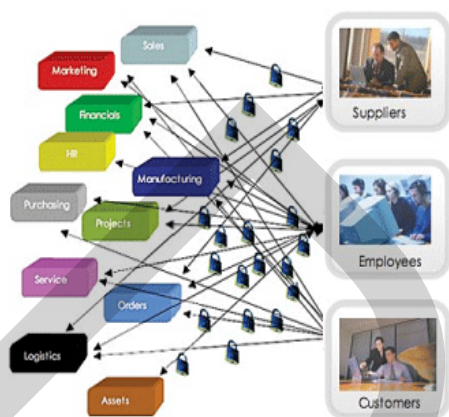 Sales
Marketing
Financials
HR
Manufacturing
Purchasing
Projects
Service
Orders
Logistics
Assets
Suppliers
Employees
Customers